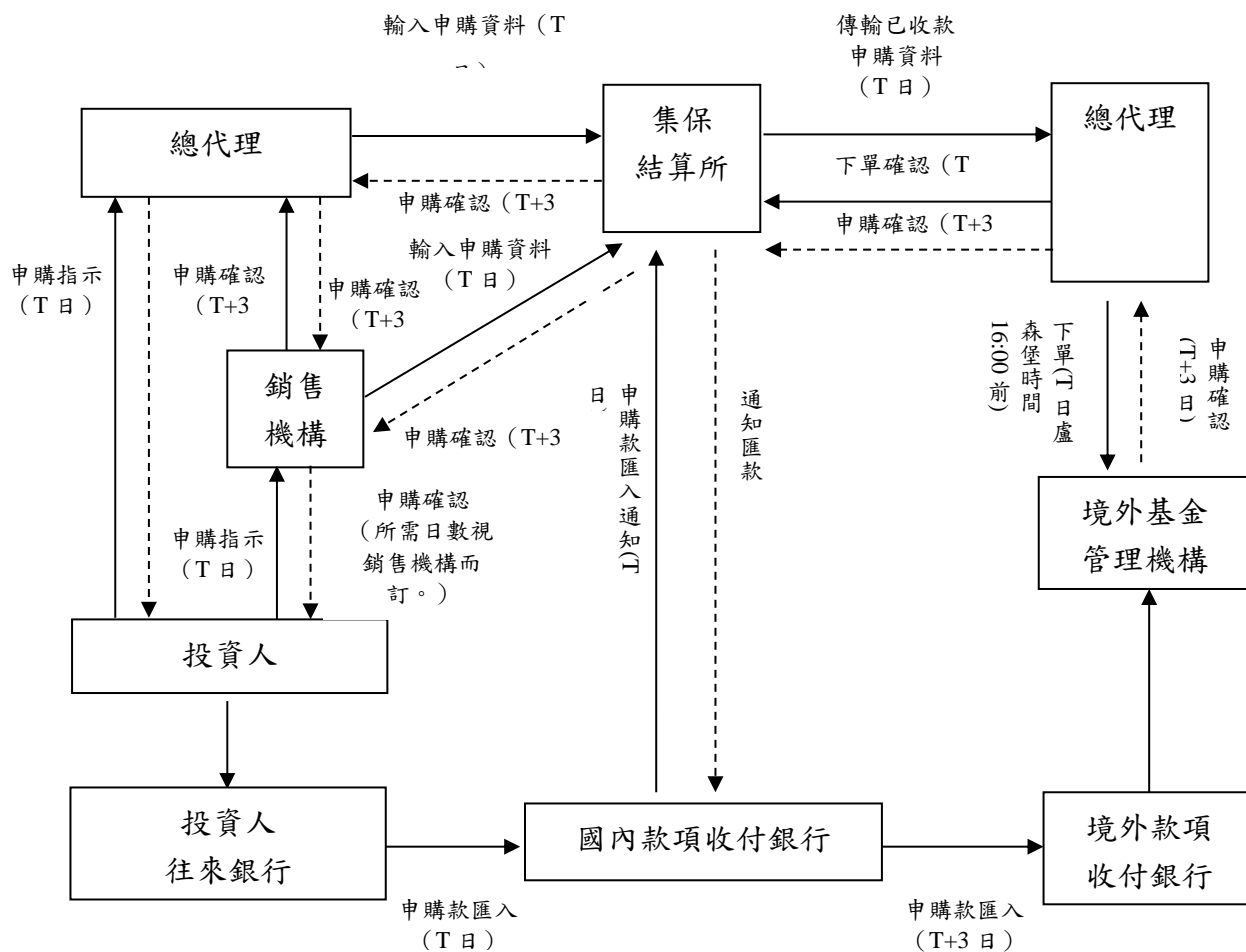 輸入申購資料（T
傳輸已收款
申購資料
（T 日）
總代理
集保
結算所
總代理
下單確認（T
申購確認（T+3
申購確認（T+3
輸入申購資料
（T 日）
申購指示
（T 日）
申購確認
（T+3
申購確認
（T+3
銷售
機構
申購確認（T+3
下單(T 日盧
森堡時間
16:00 前)
申購確認
(T+3 日)
申購款匯入通知(T
日
通知匯款
申購確認
（所需日數視
銷售機構而
訂。）
申購指示
（T 日）
境外基金
管理機構
投資人
投資人
往來銀行
國內款項收付銀行
境外款項
收付銀行
申購款匯入
（T 日）
申購款匯入
（T+3 日）